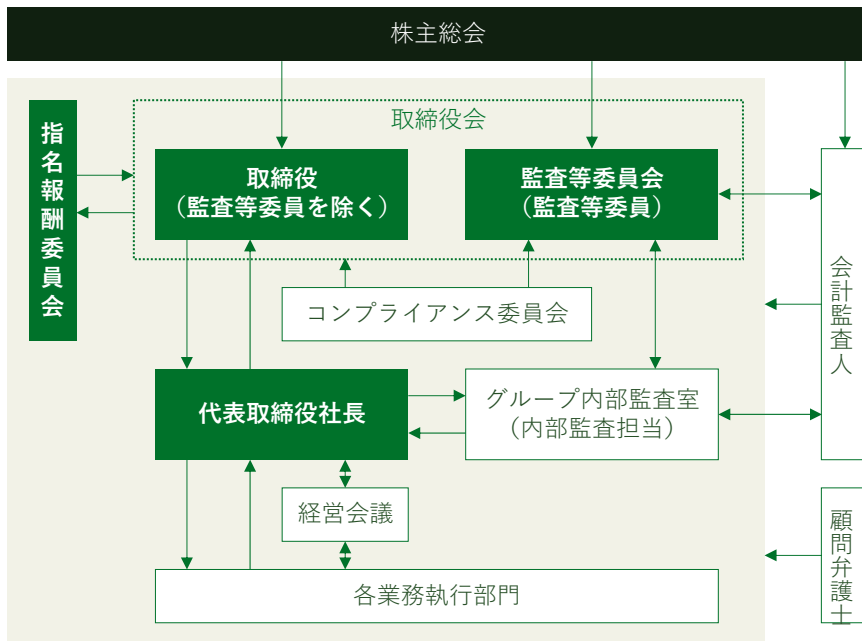 株主総会
取締役会
指名報酬委員会
取締役
（監査等委員を除く）
監査等委員会
（監査等委員）
会計監査人
コンプライアンス委員会
代表取締役社長
グループ内部監査室
（内部監査担当）
経営会議
顧問弁護士
各業務執行部門